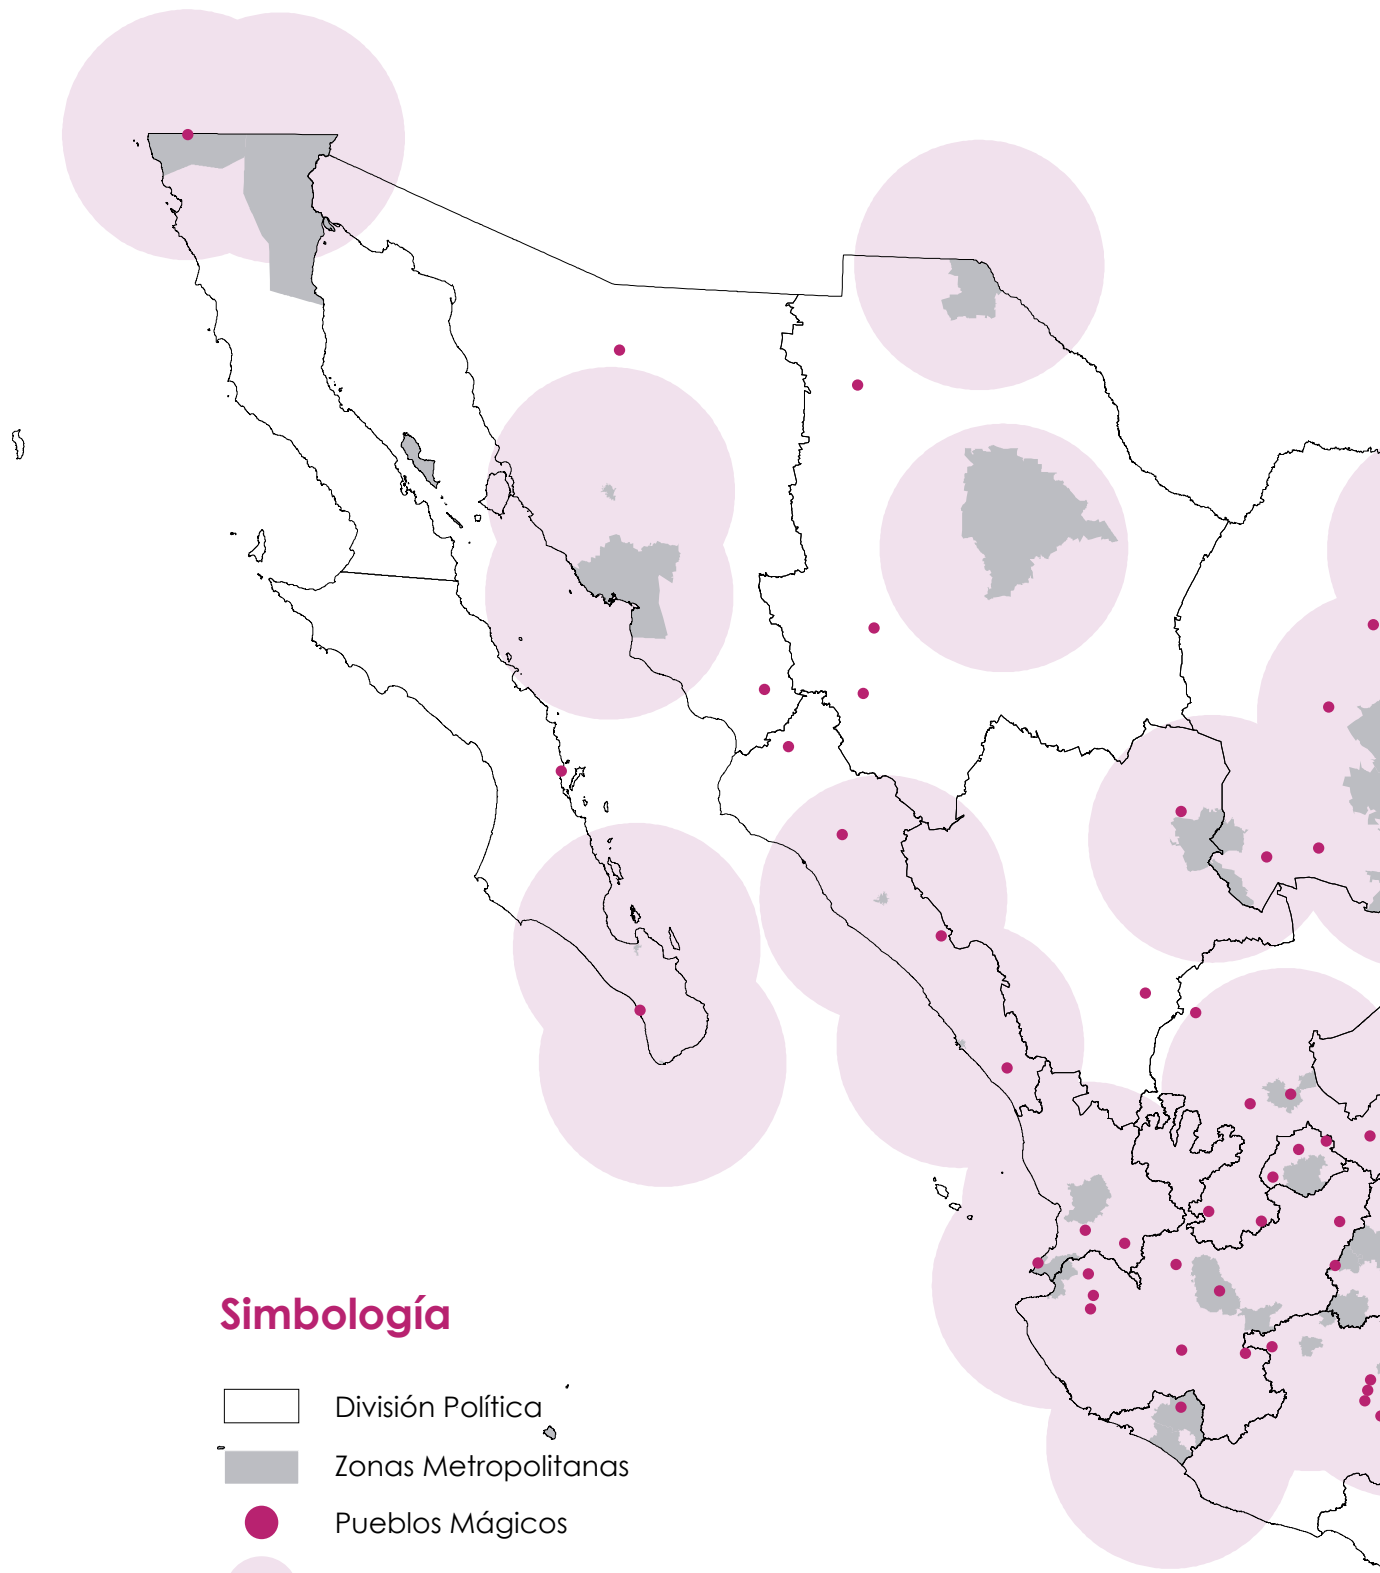 Simbología
División Política
Zonas Metropolitanas
Pueblos Mágicos